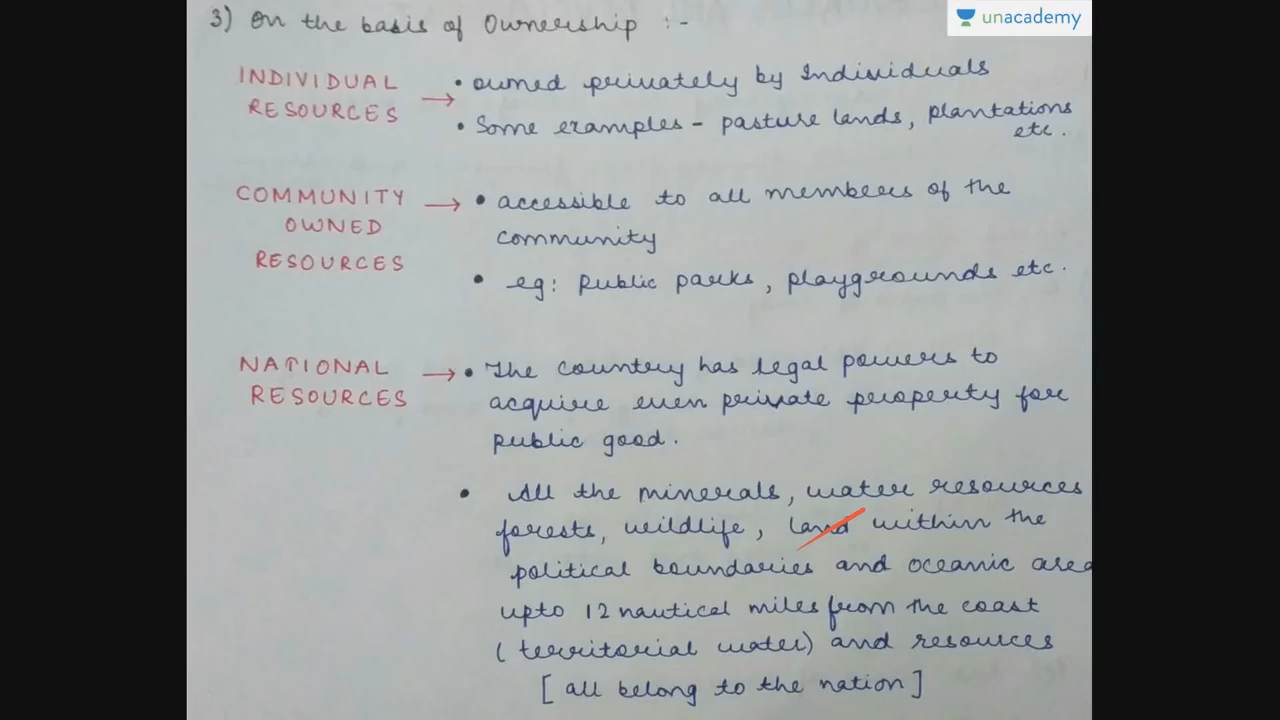 unacademy
3) On the basis of Ownership :-
INDIVIDUAL RESOURCES → • owned privately by Individuals
• Some examples - pasture lands, plantations etc.
COMMUNITY OWNED RESOURCES → • accessible to all members of the
community
• eg: public parks, playgrounds etc.
NATIONAL RESOURCES → • The country has legal powers to
acquire even private property for
public good.
• All the minerals, water resources
forests, wildlife, land within the
political boundaries and oceanic area
upto 12 nautical miles from the coast
(territorial water) and resources
[all belong to the nation]